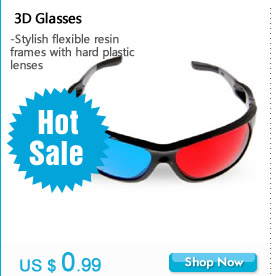 3D Glasses
-Stylish flexible resin
frames with hard plastic
lenses
Hot
Sale
US $ 0.99
Shop Now